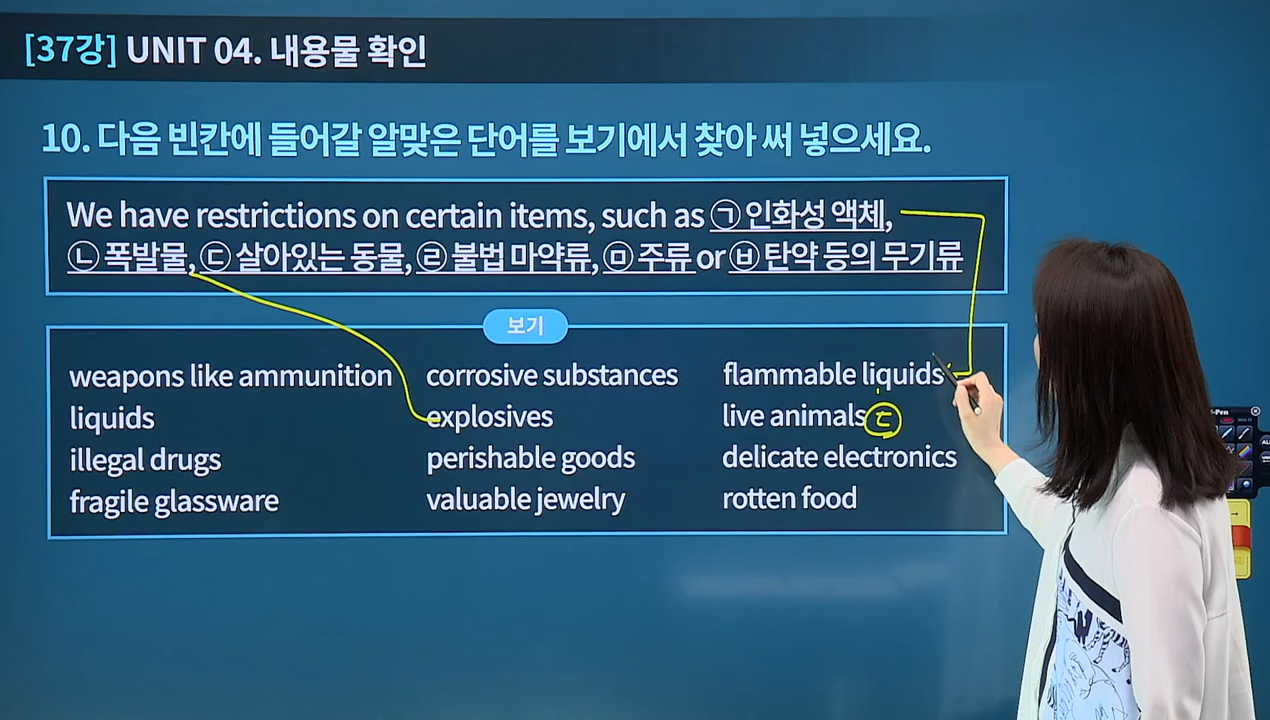 [37강] UNIT 04. 내용물 확인
10. 다음 빈칸에 들어갈 알맞은 단어를 보기에서 찾아 써 넣으세요.
We have restrictions on certain items, such as ㉠ 인화성 액체,
㉡ 폭발물, ㉢ 살아있는 동물, ㉣ 불법 마약류, ㉤ 주류 or ㉥ 탄약 등의 무기류
보기
weapons like ammunition corrosive substances flammable liquids
liquids explosives live animals ㉢
illegal drugs perishable goods delicate electronics
fragile glassware valuable jewelry rotten food